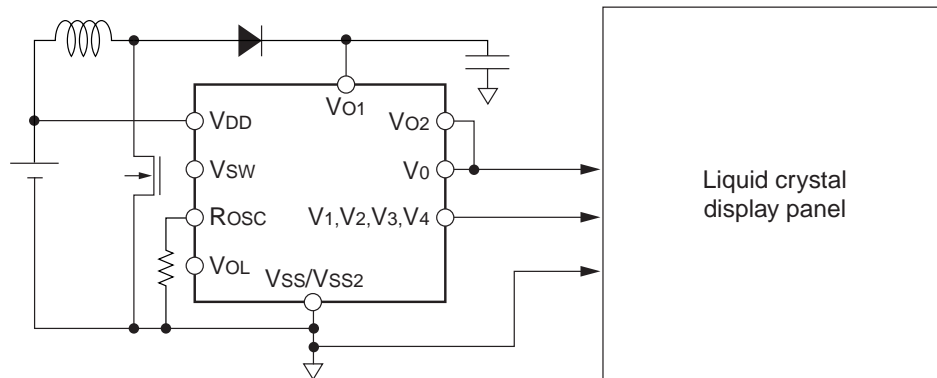 VO1
VDD
VO2
VSW
V0
ROSC
V1,V2,V3,V4
VOL
VSS/VSS2
Liquid crystal
display panel